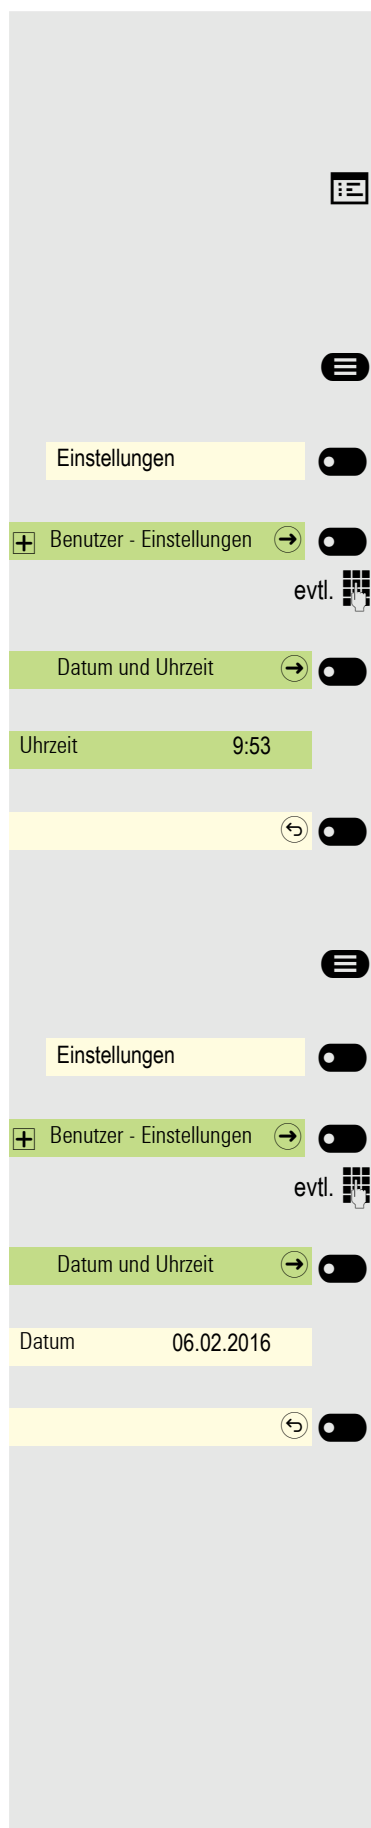 Einstellungen
Benutzer - Einstellungen
evtl.
Datum und Uhrzeit
Uhrzeit 9:53
Einstellungen
Benutzer - Einstellungen
evtl.
Datum und Uhrzeit
Datum 06.02.2016